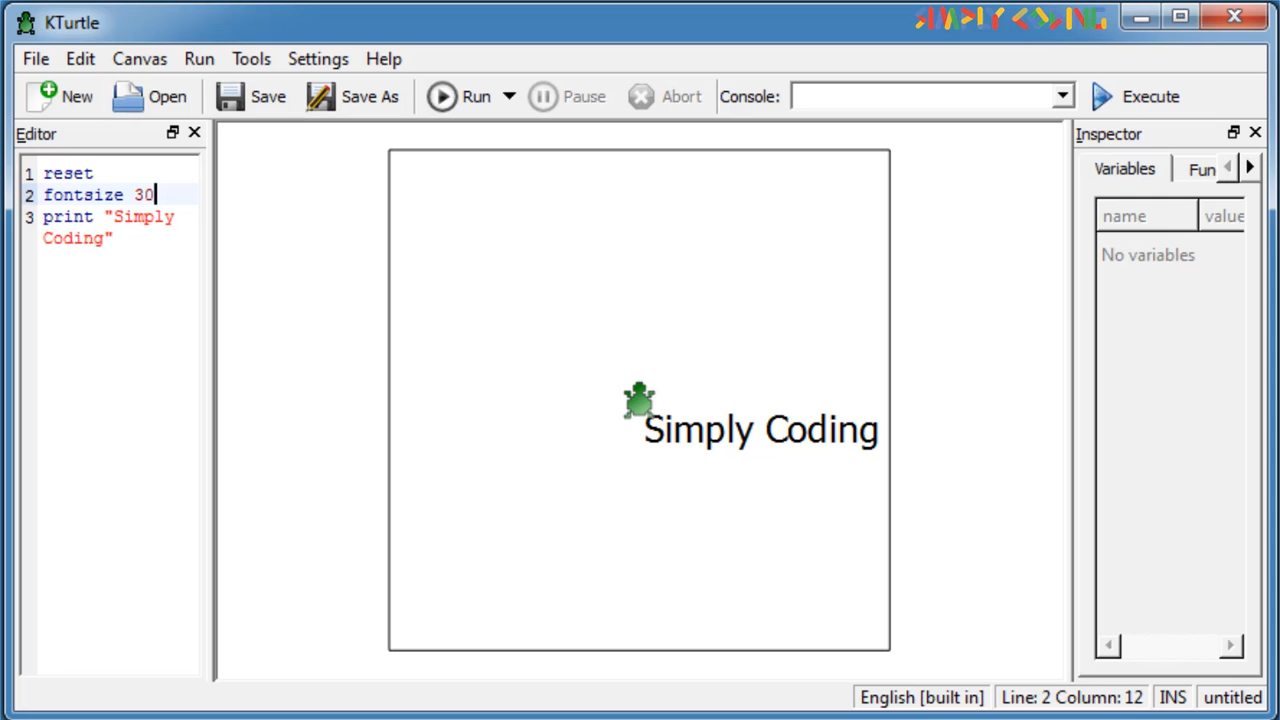 KTurtle
SIMPLY CODING
File Edit Canvas Run Tools Settings Help
New Open Save Save As Run Pause Abort Console: Execute
Editor
Inspector
1 reset
2 fontsize 30
3 print "Simply
Coding"
Simply Coding
Variables Fun
name value
No variables
English [built in] Line: 2 Column: 12 INS untitled